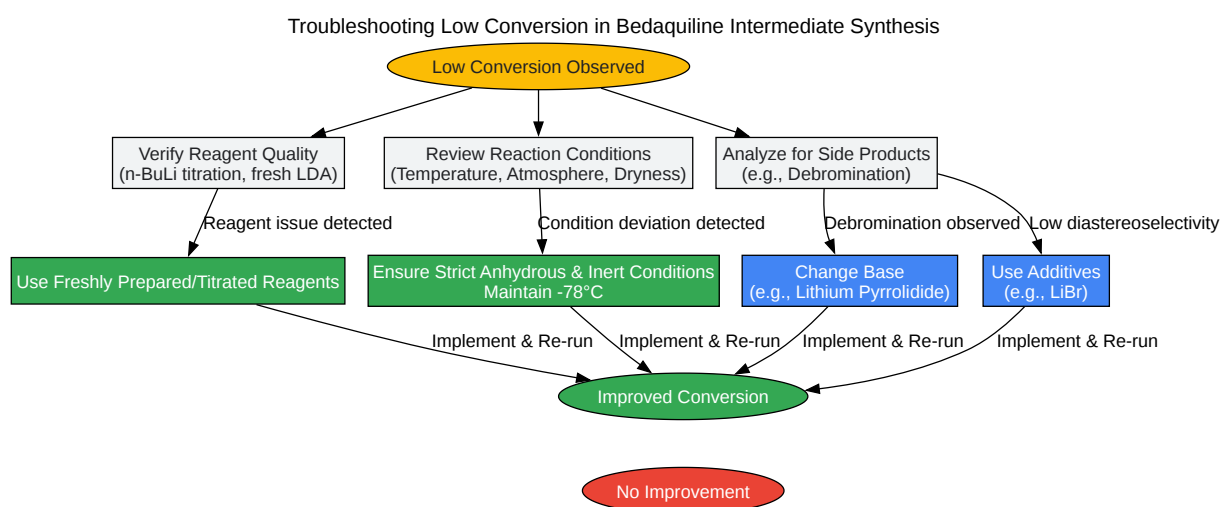 Troubleshooting Low Conversion in Bedaquiline Intermediate Synthesis
Low Conversion Observed
Verify Reagent Quality
(n-BuLi titration, fresh LDA)
Review Reaction Conditions
(Temperature, Atmosphere, Dryness)
Analyze for Side Products
(e.g., Debromination)
Reagent issue detected
Condition deviation detected
Debromination observed
Low diastereoselectivity
Use Freshly Prepared/Titrated Reagents
Ensure Strict Anhydrous & Inert Conditions
Maintain -78°C
Change Base
(e.g., Lithium Pyrrolidide)
Use Additives
(e.g., LiBr)
Implement & Re-run
Implement & Re-run
Implement & Re-run
Implement & Re-run
Improved Conversion
No Improvement